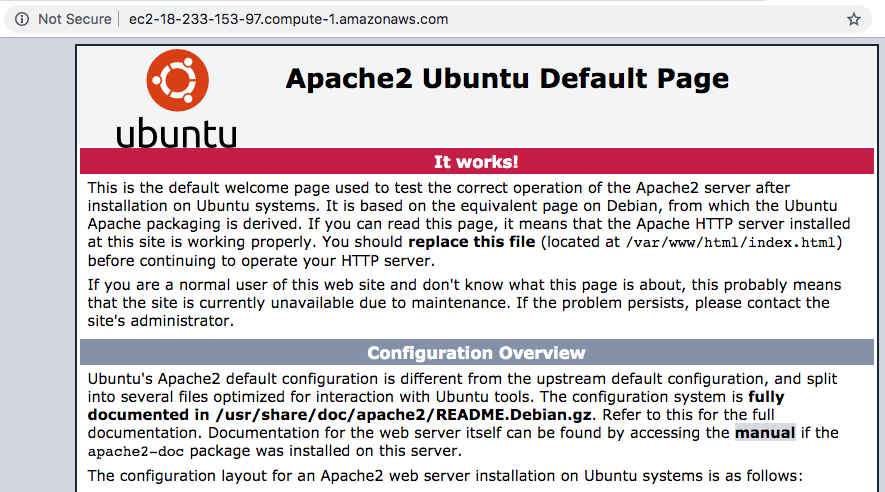 Not Secure | ec2-18-233-153-97.compute-1.amazonaws.com
Apache2 Ubuntu Default Page
ubuntu
It works!
This is the default welcome page used to test the correct operation of the Apache2 server after
installation on Ubuntu systems. It is based on the equivalent page on Debian, from which the Ubuntu
Apache packaging is derived. If you can read this page, it means that the Apache HTTP server installed
at this site is working properly. You should replace this file (located at /var/www/html/index.html)
before continuing to operate your HTTP server.
If you are a normal user of this web site and don't know what this page is about, this probably means
that the site is currently unavailable due to maintenance. If the problem persists, please contact the
site's administrator.
Configuration Overview
Ubuntu's Apache2 default configuration is different from the upstream default configuration, and split
into several files optimized for interaction with Ubuntu tools. The configuration system is fully
documented in /usr/share/doc/apache2/README.Debian.gz. Refer to this for the full
documentation. Documentation for the web server itself can be found by accessing the manual if the
apache2-doc package was installed on this server.
The configuration layout for an Apache2 web server installation on Ubuntu systems is as follows: